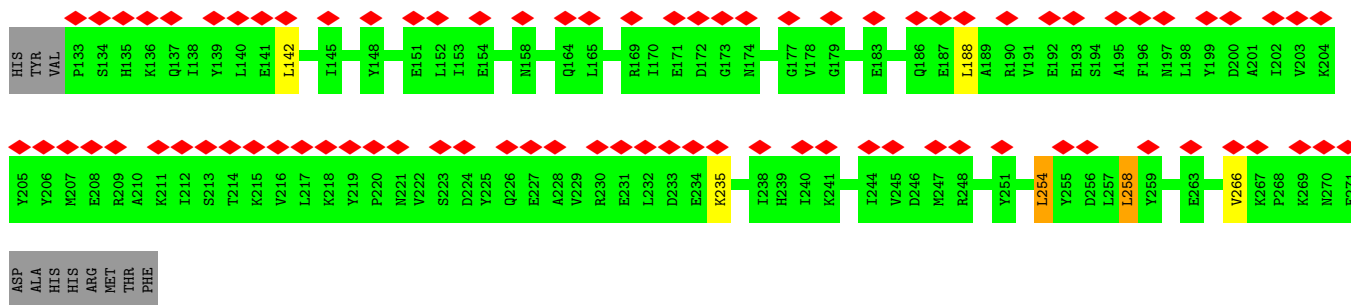 HIS TYR VAL P133 S134 H135 K136 Q137 I138 Y139 L140 E141 L142 I145 Y148 E151 L152 I153 E154 N158 Q164 L165 R169 I170 E171 D172 G173 N174 G177 V178 G179 E183 Q186 E187 L188 A189 R190 V191 E192 E193 S194 A195 F196 N197 L198 Y199 D200 A201 I202 V203 K204
Y205 Y206 M207 E208 R209 A210 K211 I212 S213 T214 K215 V216 L217 K218 Y219 P220 N221 V222 S223 D224 Y225 Q226 E227 A228 V229 R230 E231 L232 D233 E234 K235 I238 H239 I240 K241 I244 V245 D246 M247 R248 Y251 L254 Y255 D256 L257 L258 Y259 E263 V266 K267 P268 K269 N270
ASP ALA HIS HIS ARG MET THR PHE